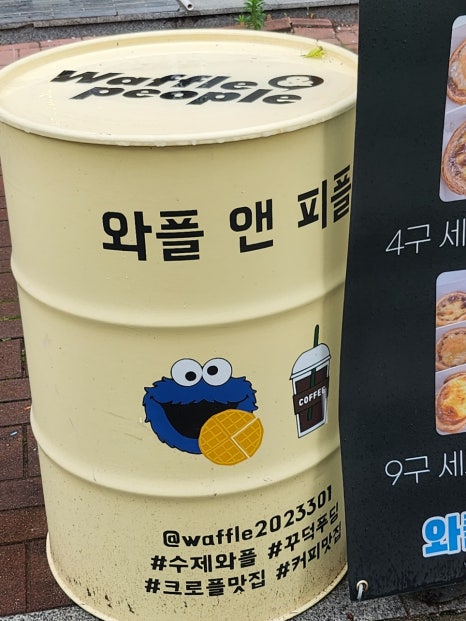 Waffle
people
와플 앤 피플
COFFEE
@waffle2023301
#수제와플 #꾸덕푸딩
#크로플맛집 #커피맛집
4구 세
9구 세
와